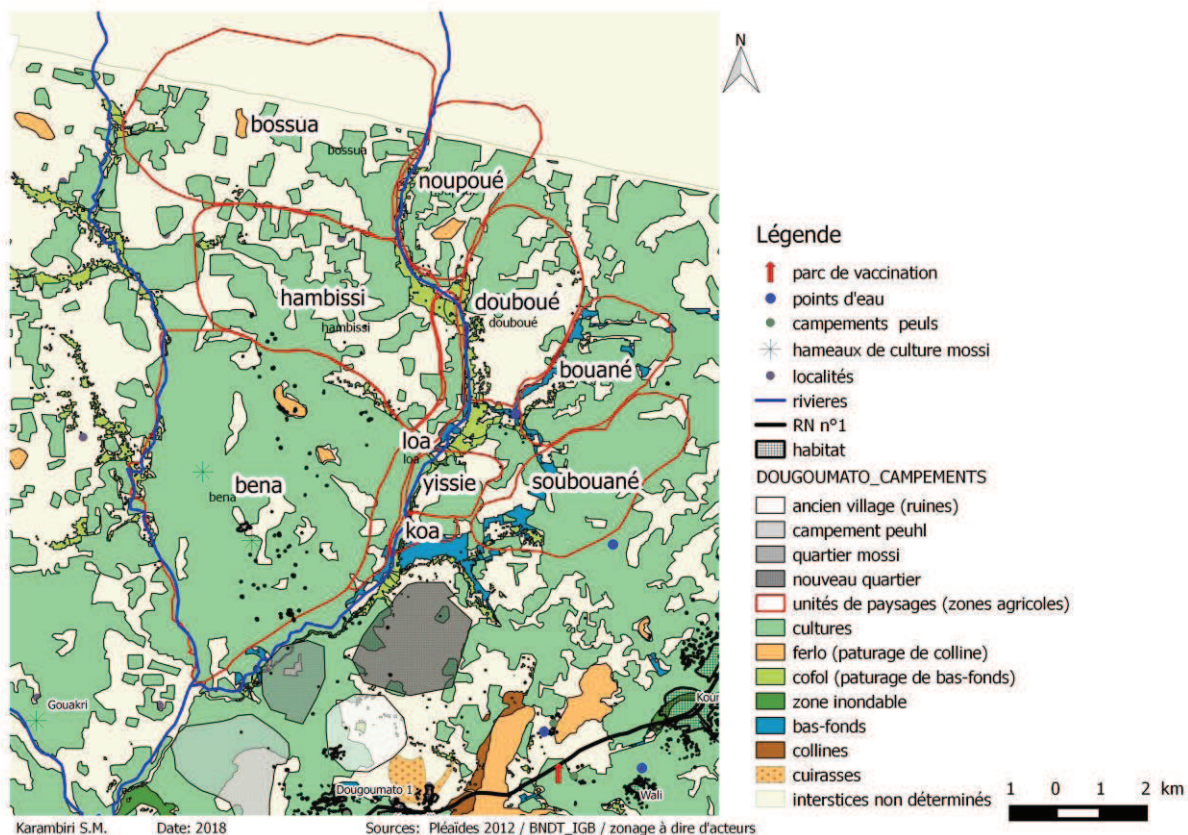 N
bossua
bossua
noupoué
hambissi
hambissi
douboué
douboué
bouané
loa
loa
bena
bena
yissie
soubouané
koa
Gouakri
Dougoumato 1
Wali
Légende
parc de vaccination
points d'eau
campements peuls
hameaux de culture mossi
localités
rivieres
RN n°1
habitat
DOUGOUMATO_CAMPEMENTS
ancien village (ruines)
campement peuhl
quartier mossi
nouveau quartier
unités de paysages (zones agricoles)
cultures
ferlo (paturage de colline)
cofol (paturage de bas-fonds)
zone inondable
bas-fonds
collines
cuirasses
interstices non déterminés
1 0 1 2 km
Karambiri S.M. Date: 2018 Sources: Pléaïdes 2012 / BNDT_IGB / zonage à dire d'acteurs